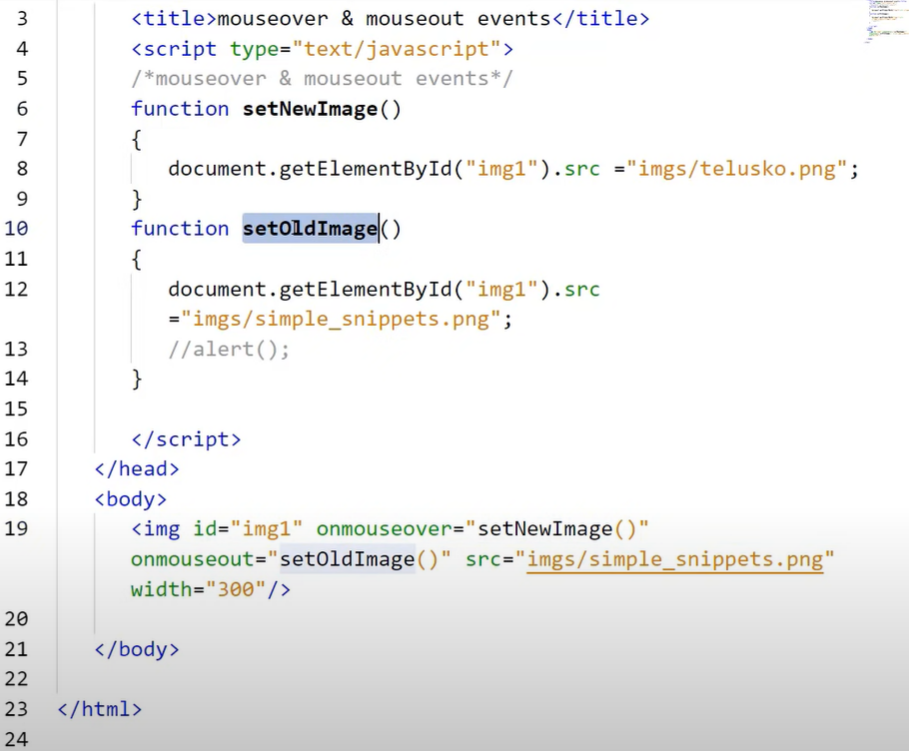 3 <title>mouseover & mouseout events</title>
4 <script type="text/javascript">
5 /*mouseover & mouseout events*/
6 function setNewImage()
7 {
8 document.getElementById("img1").src ="imgs/telusko.png";
9 }
10 function setOldImage()
11 {
12 document.getElementById("img1").src
="imgs/simple_snippets.png";
13 //alert();
14 }
15
16 </script>
17 </head>
18 <body>
19 <img id="img1" onmouseover="setNewImage()"
onmouseout="setOldImage()" src="imgs/simple_snippets.png"
width="300"/>
20
21 </body>
22
23 </html>
24